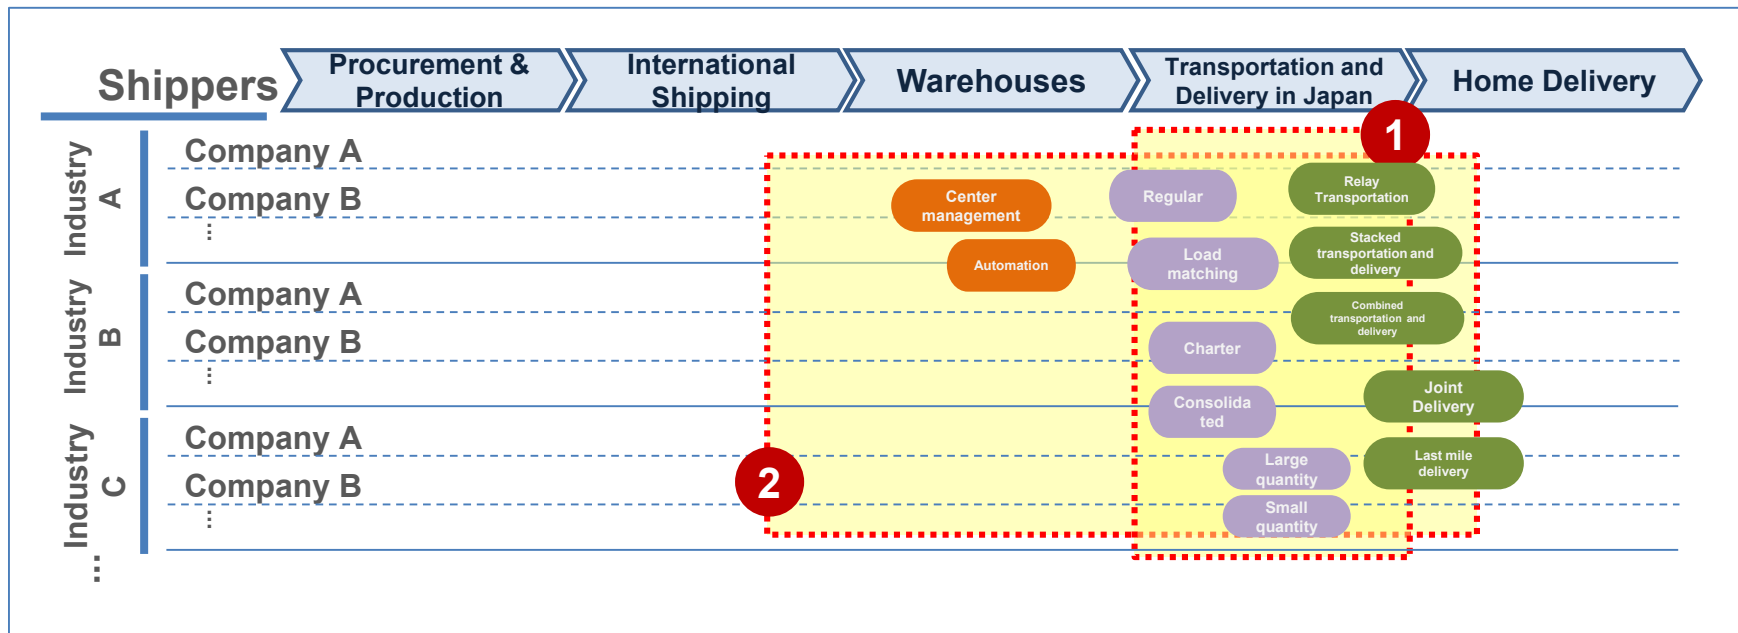 Shippers
Procurement &
Production
International
Shipping
Warehouses
Transportation and
Delivery in Japan
Home Delivery
1
Industry
A
Company A
Company B
⋮
Center
management
Automation
Regular
Load
matching
Relay
Transportation
Stacked
transportation and
delivery
Industry
B
Company A
Company B
⋮
Charter
Consolida
ted
Combined
transportation and
delivery
Joint
Delivery
Industry
C
Company A
Company B
⋮
2
Large
quantity
Small
quantity
Last mile
delivery
⋮